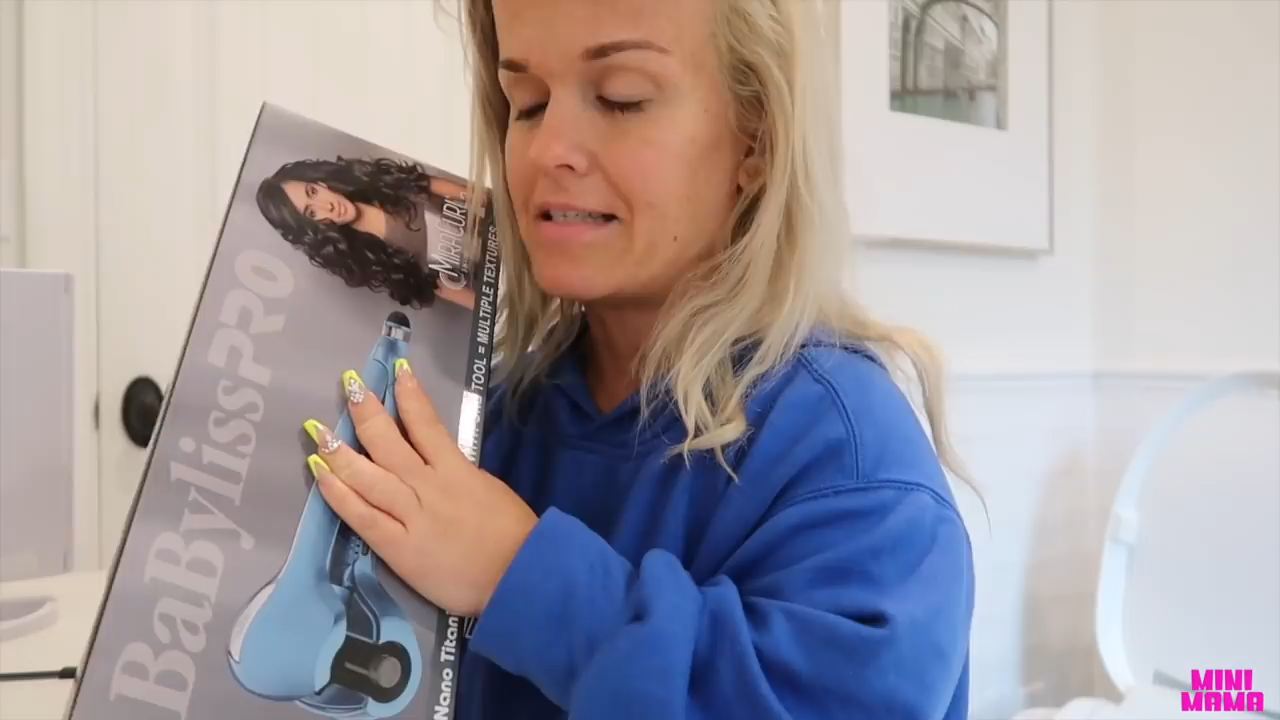 BaBylissPRO
MIRACURL
TOOL = MULTIPLE TEXTURES
Nano Titan
MINI
MAMA